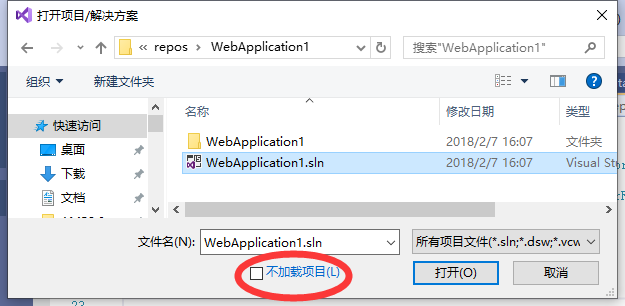 打开项目/解决方案
« repos > WebApplication1
搜索"WebApplication1"
组织
新建文件夹
名称 修改日期 类型
快速访问
桌面
下载
文档
WebApplication1 2018/2/7 16:07 文件夹
WebApplication1.sln 2018/2/7 16:07 Visual Stu
文件名(N): WebApplication1.sln
所有项目文件(*.sln;*.dsw;*.vcw
不加载项目(L)
打开(O) 取消